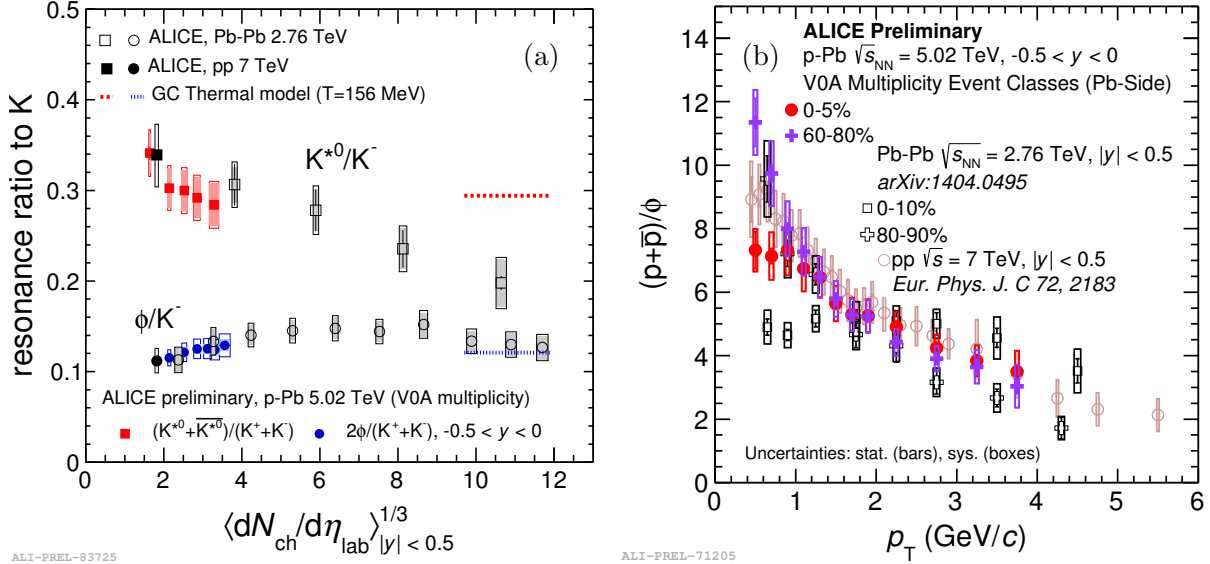 resonance ratio to K
0.5
0.4
0.3
0.2
0.1
0
ALICE, Pb-Pb 2.76 TeV
(a)
ALICE, pp 7 TeV
GC Thermal model (T=156 MeV)
K*⁰/K⁻
ϕ/K⁻
ALICE preliminary, p-Pb 5.02 TeV (V0A multiplicity)
(K*⁰+K̅*⁰)/(K⁺+K⁻)
2ϕ/(K⁺+K⁻), -0.5 < y < 0
0 2 4 6 8 10 12
⟨dN_ch/dη_lab⟩^1/3_|y| < 0.5
ALI-PREL-83725
(p+p̅)/ϕ
14
12
10
8
6
4
2
0
(b)
ALICE Preliminary
p-Pb √s_NN = 5.02 TeV, -0.5 < y < 0
V0A Multiplicity Event Classes (Pb-Side)
0-5%
60-80%
Pb-Pb √s_NN = 2.76 TeV, |y| < 0.5
arXiv:1404.0495
0-10%
80-90%
pp √s = 7 TeV, |y| < 0.5
Eur. Phys. J. C 72, 2183
Uncertainties: stat. (bars), sys. (boxes)
0 1 2 3 4 5 6
p_T (GeV/c)
ALI-PREL-71205